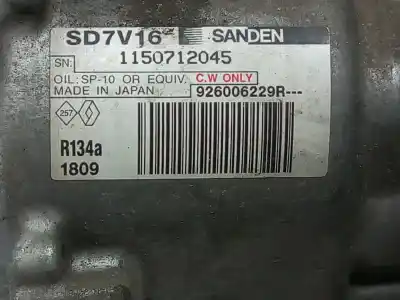 SD7V16 SANDEN
SN: 1150712045
OIL: SP-10 OR EQUIV. C.W ONLY
MADE IN JAPAN 926006229R---
257
R134a
1809